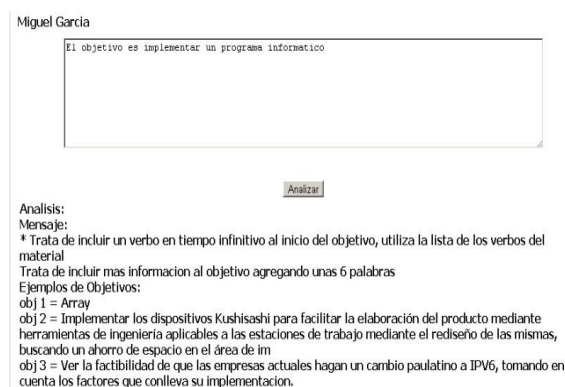 Miguel Garcia
El objetivo es implementar un programa informatico
Analizar
Analisis:
Mensaje:
* Trata de incluir un verbo en tiempo infinitivo al inicio del objetivo, utiliza la lista de los verbos del
material
Trata de incluir mas informacion al objetivo agregando unas 6 palabras
Ejemplos de Objetivos:
obj 1 = Array
obj 2 = Implementar los dispositivos Kushisashi para facilitar la elaboración del producto mediante
herramientas de ingeniería aplicables a las estaciones de trabajo mediante el rediseño de las mismas,
buscando un ahorro de espacio en el área de im
obj 3 = Ver la factibilidad de que las empresas actuales hagan un cambio paulatino a IPV6, tomando en
cuenta los factores que conlleva su implementacion.